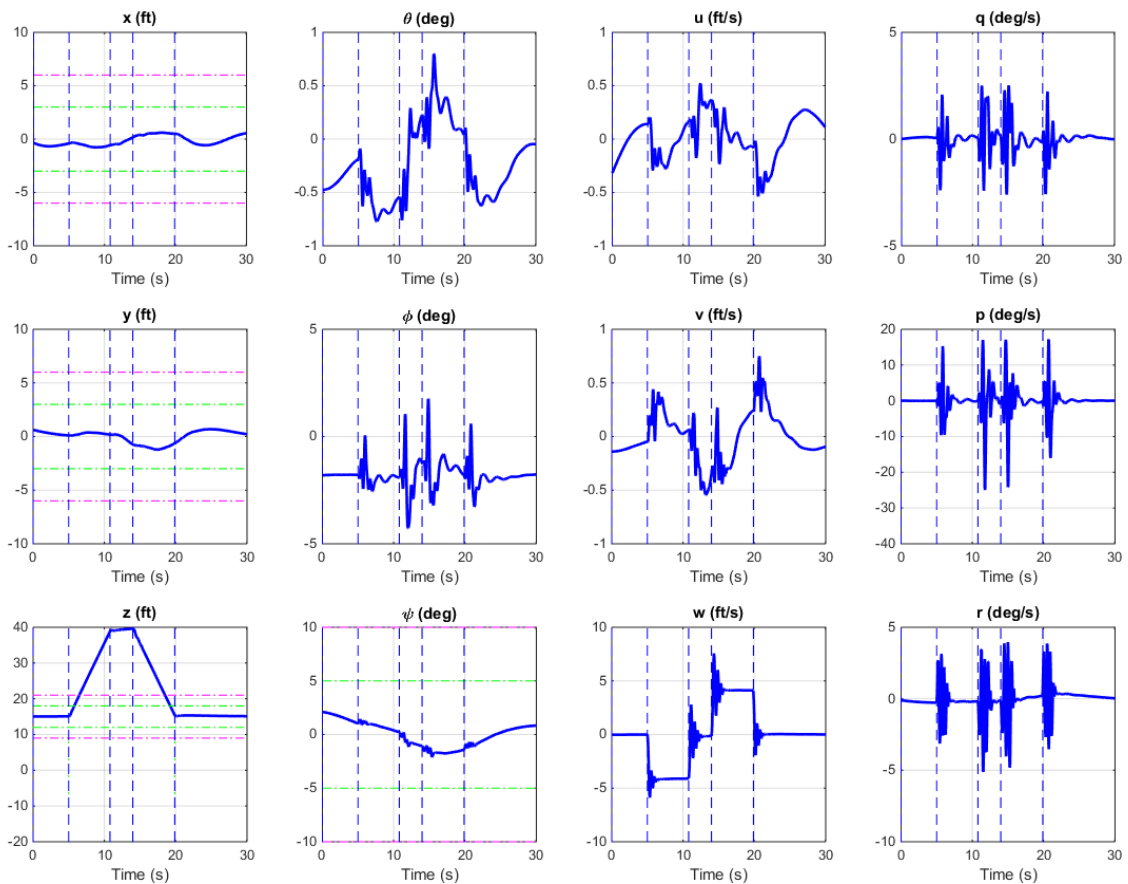 x (ft)
10
5
0
-5
-10
0 10 20 30
Time (s)
θ (deg)
1
0.5
0
-0.5
1
0 10 20 30
Time (s)
u (ft/s)
1
0.5
0
-0.5
1
0 10 20 30
Time (s)
q (deg/s)
5
0
-5
0 10 20 30
Time (s)
y (ft)
10
5
0
-5
-10
0 10 20 30
Time (s)
ϕ (deg)
5
0
-5
0 10 20 30
Time (s)
v (ft/s)
1
0.5
0
-0.5
1
0 10 20 30
Time (s)
p (deg/s)
20
10
0
-10
-20
-30
-40
0 10 20 30
Time (s)
z (ft)
40
30
20
10
0
-10
-20
0 10 20 30
Time (s)
ψ (deg)
10
5
0
-5
-10
0 10 20 30
Time (s)
w (ft/s)
10
5
0
-5
-10
0 10 20 30
Time (s)
r (deg/s)
5
0
-5
-10
0 10 20 30
Time (s)